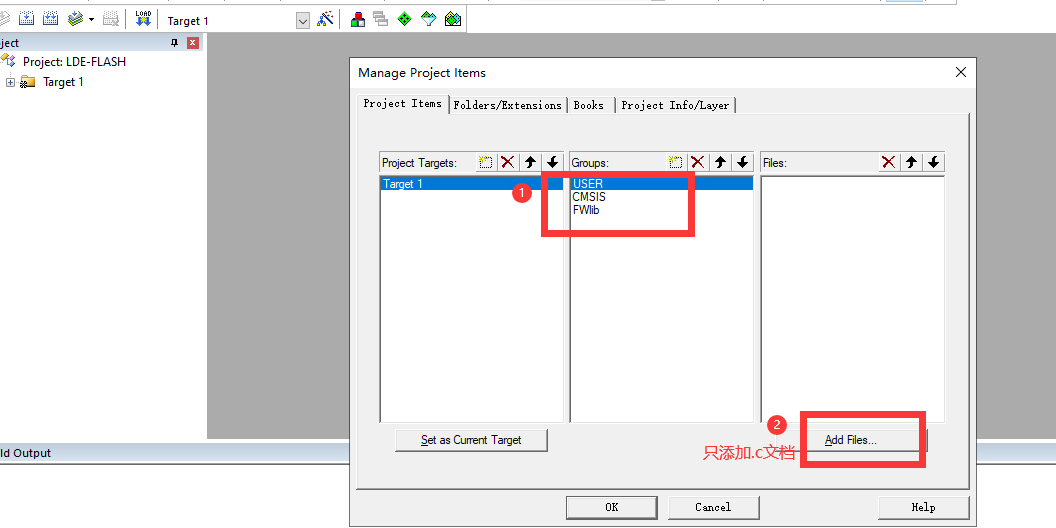 LOAD
Target 1
ject
Project: LDE-FLASH
Target 1
Manage Project Items
Project Items
Folders/Extensions
Books
Project Info/Layer
Project Targets:
Groups:
Files:
Target 1
1
USER
CMSIS
FWlib
2
只添加.c文档
Set as Current Target
Add Files...
ld Output
OK
Cancel
Help